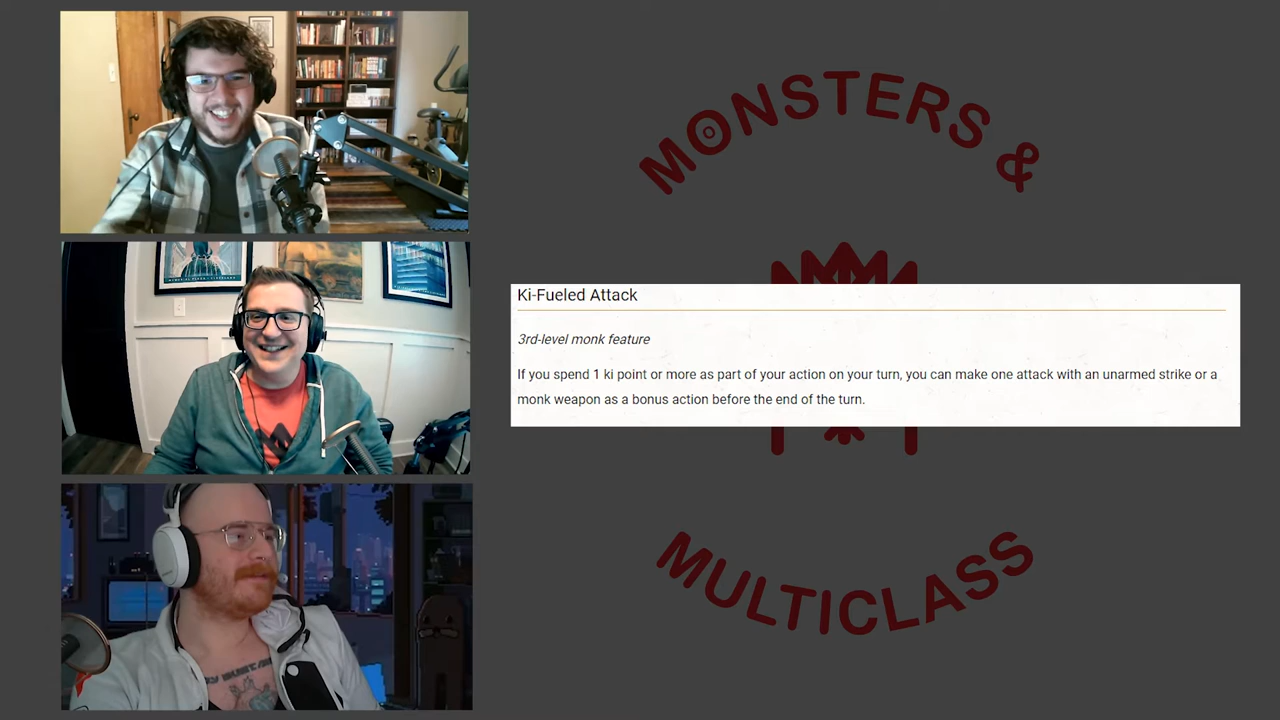 MONSTERS &
Ki-Fueled Attack
3rd-level monk feature
If you spend 1 ki point or more as part of your action on your turn, you can make one attack with an unarmed strike or a
monk weapon as a bonus action before the end of the turn.
MULTICLASS